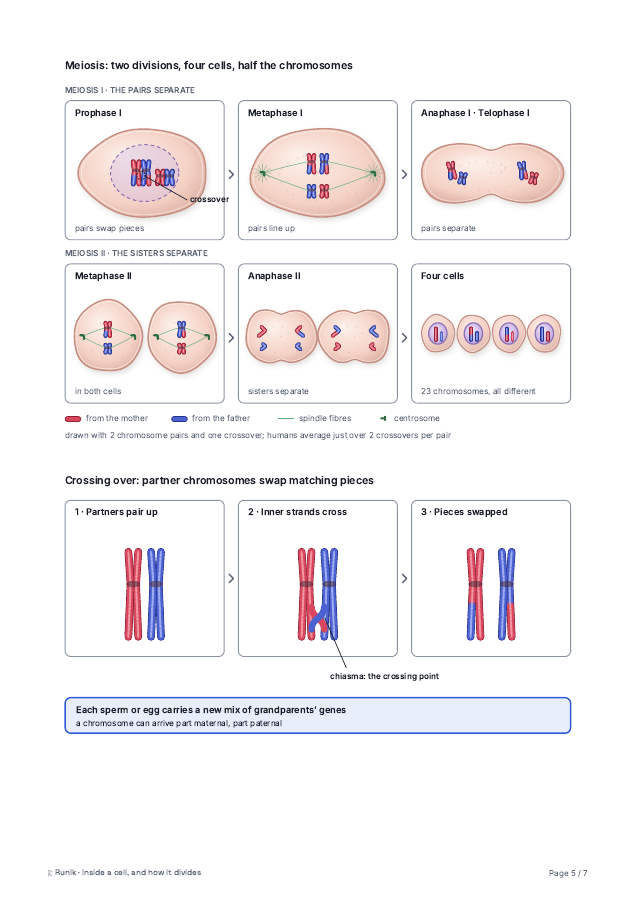 Meiosis: two divisions, four cells, half the chromosomes
MEIOSIS I · THE PAIRS SEPARATE
Prophase I
crossover
pairs swap pieces
Metaphase I
pairs line up
Anaphase I · Telophase I
pairs separate
MEIOSIS II · THE SISTERS SEPARATE
Metaphase II
in both cells
Anaphase II
sisters separate
Four cells
23 chromosomes, all different
from the mother
from the father
spindle fibres
centrosome
drawn with 2 chromosome pairs and one crossover; humans average just over 2 crossovers per pair
Crossing over: partner chromosomes swap matching pieces
1 · Partners pair up
2 · Inner strands cross
3 · Pieces swapped
chiasma: the crossing point
Each sperm or egg carries a new mix of grandparents’ genes
a chromosome can arrive part maternal, part paternal
Runik · Inside a cell, and how it divides
Page 5 / 7